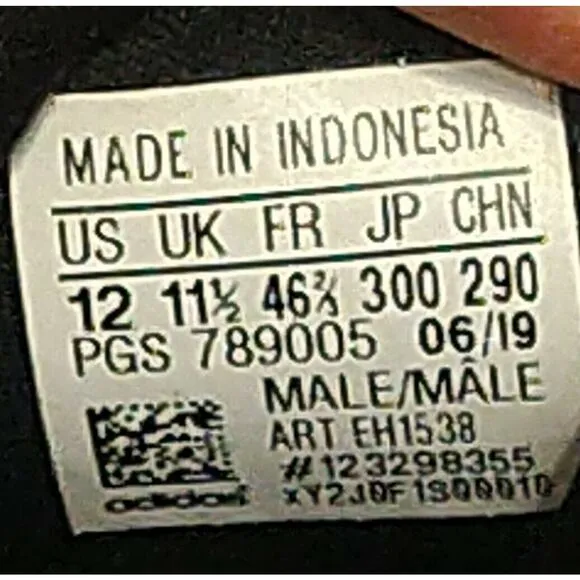 MADE IN INDONESIA
US UK FR JP CHN
12 11½ 46⅔ 300 290
PGS 789005 06/19
MALE/MÂLE
ART EH1538
#123298355
XY2J0F1S00010
adidas